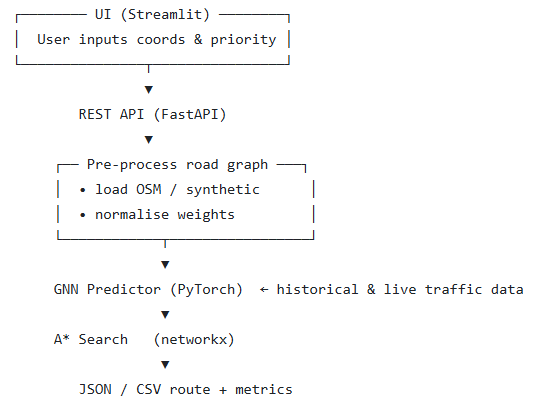 UI (Streamlit)
User inputs coords & priority
▼
REST API (FastAPI)
▼
Pre-process road graph
• load OSM / synthetic
• normalise weights
▼
GNN Predictor (PyTorch) ← historical & live traffic data
▼
A* Search (networkx)
▼
JSON / CSV route + metrics